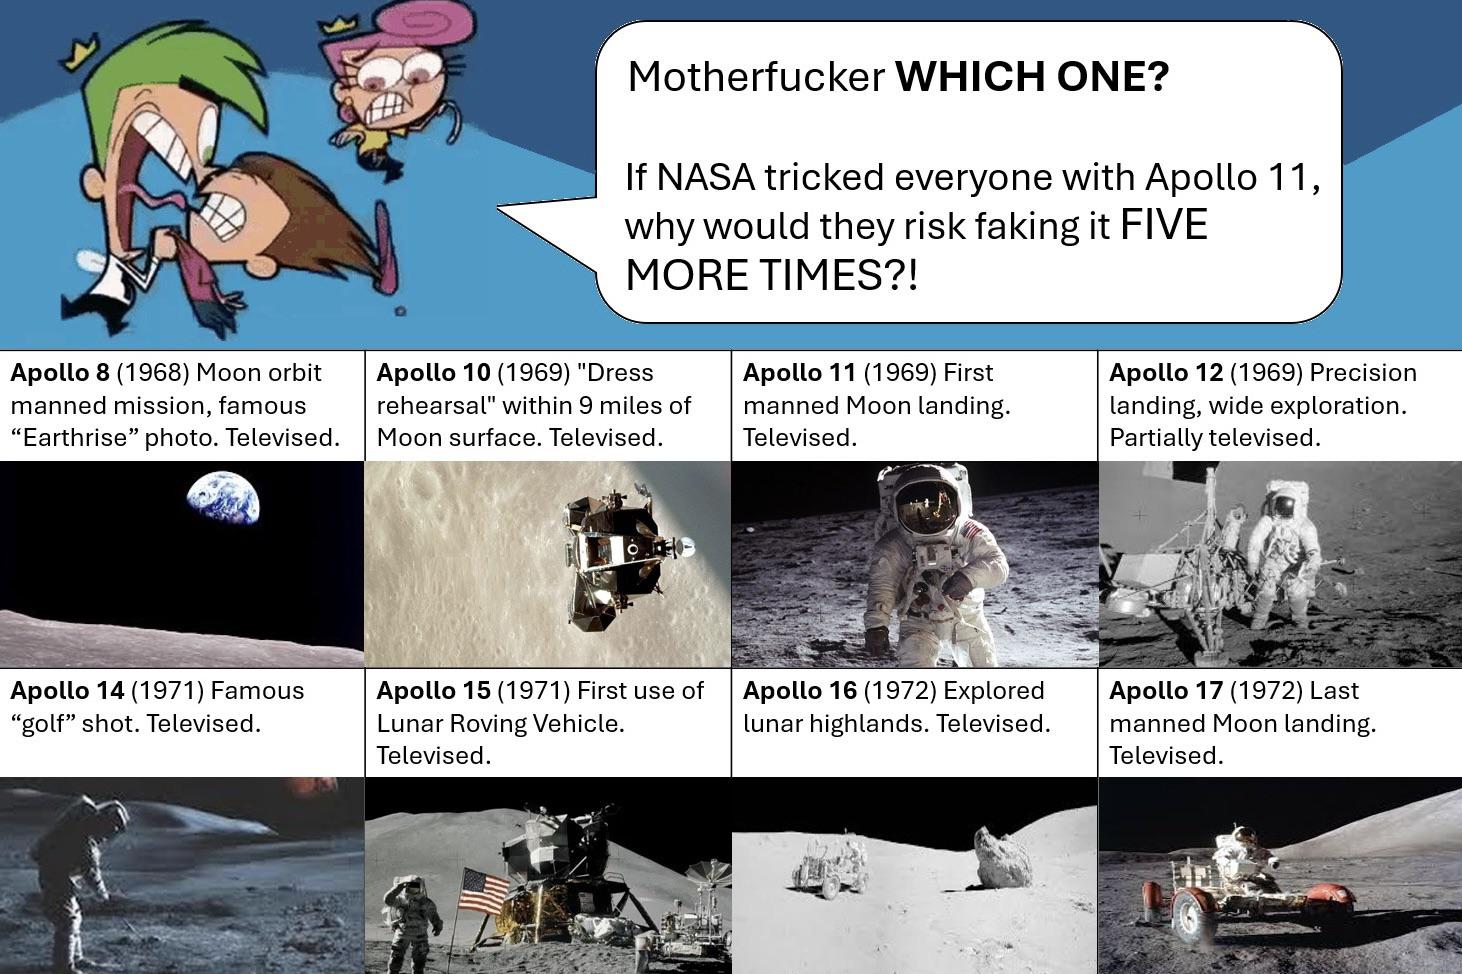 Motherfucker WHICH ONE?
If NASA tricked everyone with Apollo 11,
why would they risk faking it FIVE
MORE TIMES?!
Apollo 8 (1968) Moon orbit
manned mission, famous
“Earthrise” photo. Televised.
Apollo 10 (1969) "Dress
rehearsal" within 9 miles of
Moon surface. Televised.
Apollo 11 (1969) First
manned Moon landing.
Televised.
Apollo 12 (1969) Precision
landing, wide exploration.
Partially televised.
Apollo 14 (1971) Famous
“golf” shot. Televised.
Apollo 15 (1971) First use of
Lunar Roving Vehicle.
Televised.
Apollo 16 (1972) Explored
lunar highlands. Televised.
Apollo 17 (1972) Last
manned Moon landing.
Televised.